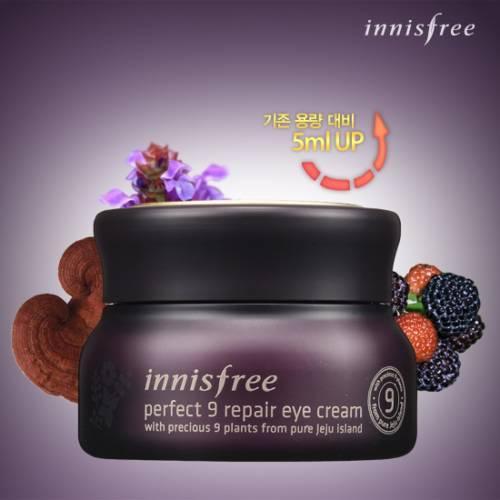 innisfree
기존 용량 대비
5ml UP
innisfree
perfect 9 repair eye cream
with precious 9 plants from pure Jeju island
9